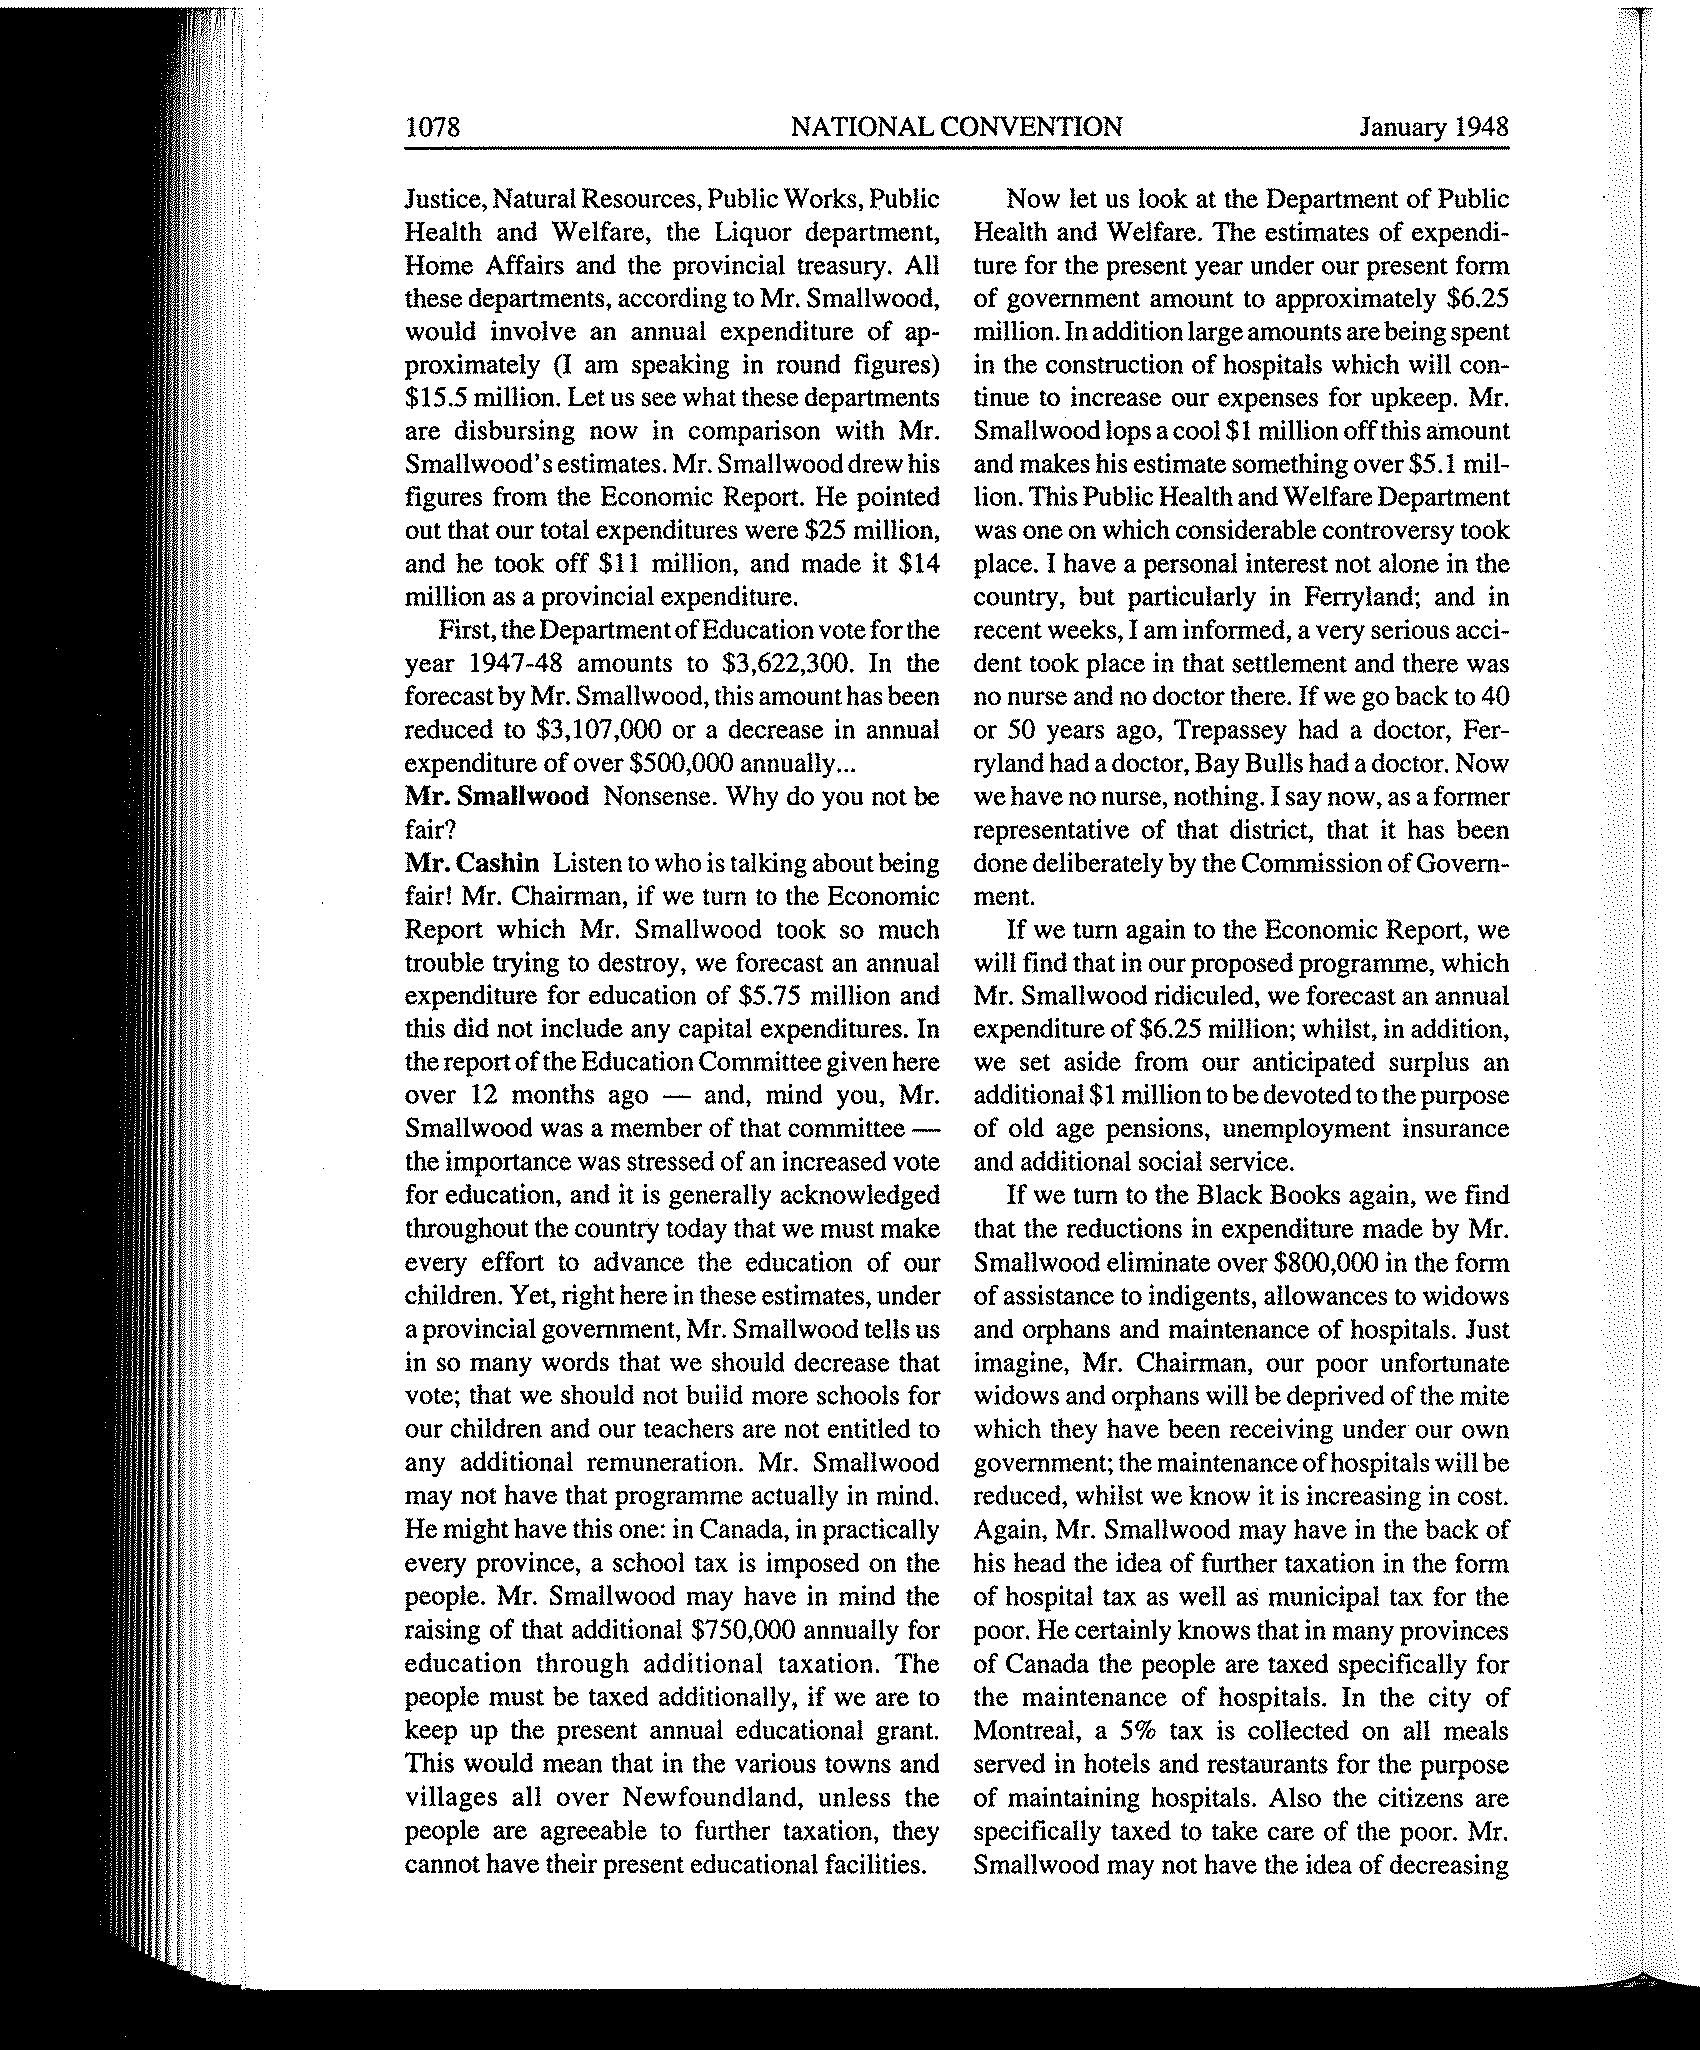 1078 NATIONAL CONVENTION January 1948
Justice, Natural Resources, Public Works, Public
Health and Welfare, the Liquor department,
Home Affairs and the provincial treasury. All
these departments, according to Mr. Smallwood,
would involve an annual expenditure of ap-
proximately (I am speaking in round figures)
$15.5 million. Let us see what these departments
are disbursing now in comparison with Mr.
Smallwood's estimates. Mr. Smallwood drew his
figures from the Economic Report. He pointed
out that our total expenditures were $25 million,
and he took off $11 million, and made it $14
million as a provincial expenditure.
First, the Department of Education vote for the
year 1947-48 amounts to $3,622,300. In the
forecast by Mr. Smallwood, this amount has been
reduced to $3,107,000 or a decrease in annual
expenditure of over $500,000 annually...
Mr. Smallwood Nonsense. Why do you not be
fair?
Mr. Cashin Listen to who is talking about being
fair! Mr. Chairman, if we turn to the Economic
Report which Mr. Smallwood took so much
trouble trying to destroy, we forecast an annual
expenditure for education of $5.75 million and
this did not include any capital expenditures. In
the report of the Education Committee given here
over 12 months ago — and, mind you, Mr.
Smallwood was a member of that committee —
the importance was stressed of an increased vote
for education, and it is generally acknowledged
throughout the country today that we must make
every effort to advance the education of our
children. Yet, right here in these estimates, under
a provincial government, Mr. Smallwood tells us
in so many words that we should decrease that
vote; that we should not build more schools for
our children and our teachers are not entitled to
any additional remuneration. Mr. Smallwood
may not have that programme actually in mind.
He might have this one: in Canada, in practically
every province, a school tax is imposed on the
people. Mr. Smallwood may have in mind the
raising of that additional $750,000 annually for
education through additional taxation. The
people must be taxed additionally, if we are to
keep up the present annual educational grant.
This would mean that in the various towns and
villages all over Newfoundland, unless the
people are agreeable to further taxation, they
cannot have their present educational facilities.
Now let us look at the Department of Public
Health and Welfare. The estimates of expendi-
ture for the present year under our present form
of government amount to approximately $6.25
million. In addition large amounts are being spent
in the construction of hospitals which will con-
tinue to increase our expenses for upkeep. Mr.
Smallwood lops a cool $1 million off this amount
and makes his estimate something over $5.1 mil-
lion. This Public Health and Welfare Department
was one on which considerable controversy took
place. I have a personal interest not alone in the
country, but particularly in Ferryland; and in
recent weeks, I am informed, a very serious acci-
dent took place in that settlement and there was
no nurse and no doctor there. If we go back to 40
or 50 years ago, Trepassey had a doctor, Fer-
ryland had a doctor, Bay Bulls had a doctor. Now
we have no nurse, nothing. I say now, as a former
representative of that district, that it has been
done deliberately by the Commission of Govern-
ment.
If we turn again to the Economic Report, we
will find that in our proposed programme, which
Mr. Smallwood ridiculed, we forecast an annual
expenditure of $6.25 million; whilst, in addition,
we set aside from our anticipated surplus an
additional $1 million to be devoted to the purpose
of old age pensions, unemployment insurance
and additional social service.
If we turn to the Black Books again, we find
that the reductions in expenditure made by Mr.
Smallwood eliminate over $800,000 in the form
of assistance to indigents, allowances to widows
and orphans and maintenance of hospitals. Just
imagine, Mr. Chairman, our poor unfortunate
widows and orphans will be deprived of the mite
which they have been receiving under our own
government; the maintenance of hospitals will be
reduced, whilst we know it is increasing in cost.
Again, Mr. Smallwood may have in the back of
his head the idea of further taxation in the form
of hospital tax as well as municipal tax for the
poor. He certainly knows that in many provinces
of Canada the people are taxed specifically for
the maintenance of hospitals. In the city of
Montreal, a 5% tax is collected on all meals
served in hotels and restaurants for the purpose
of maintaining hospitals. Also the citizens are
specifically taxed to take care of the poor. Mr.
Smallwood may not have the idea of decreasing